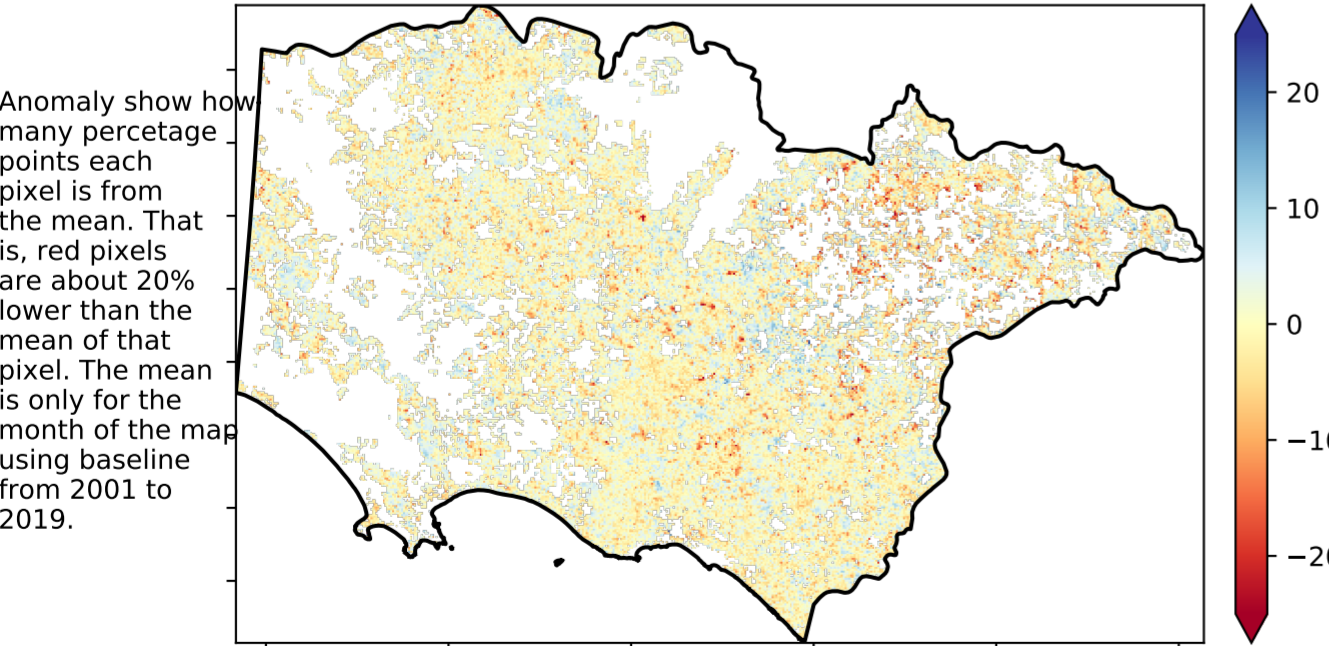 Anomaly show how
many percetage
points each
pixel is from
the mean. That
is, red pixels
are about 20%
lower than the
mean of that
pixel. The mean
is only for the
month of the map
using baseline
from 2001 to
2019.
20
10
0
−10
−20